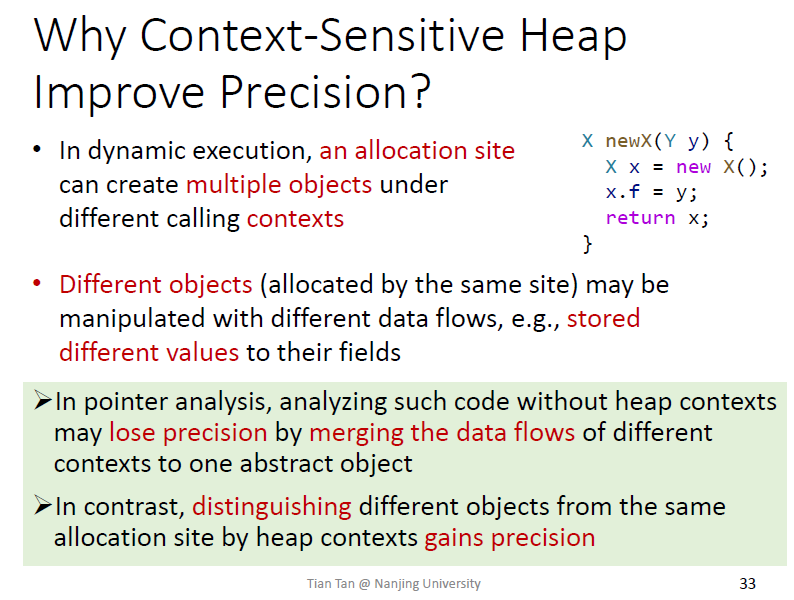 Why Context-Sensitive Heap
Improve Precision?
• In dynamic execution, an allocation site
can create multiple objects under
different calling contexts
X newX(Y y) {
  X x = new X();
  x.f = y;
  return x;
}
• Different objects (allocated by the same site) may be
manipulated with different data flows, e.g., stored
different values to their fields
➢In pointer analysis, analyzing such code without heap contexts
may lose precision by merging the data flows of different
contexts to one abstract object
➢In contrast, distinguishing different objects from the same
allocation site by heap contexts gains precision
Tian Tan @ Nanjing University
33